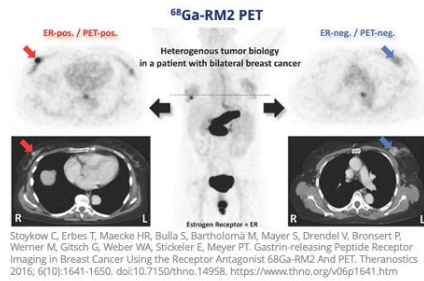 ⁶⁸Ga-RM2 PET
ER-pos. / PET-pos.
ER-neg. / PET-neg.
Heterogenous tumor biology
in a patient with bilateral breast cancer
R
L
R
L
Estrogen Receptor = ER
Stoykow C, Erbes T, Maecke HR, Bulla S, Bartholomä M, Mayer S, Drendel V, Bronsert P,
Werner M, Gitsch G, Weber WA, Stickeler E, Meyer PT. Gastrin-releasing Peptide Receptor
Imaging in Breast Cancer Using the Receptor Antagonist 68Ga-RM2 And PET. Theranostics
2016; 6(10):1641-1650. doi:10.7150/thno.14958. https://www.thno.org/v06p1641.htm